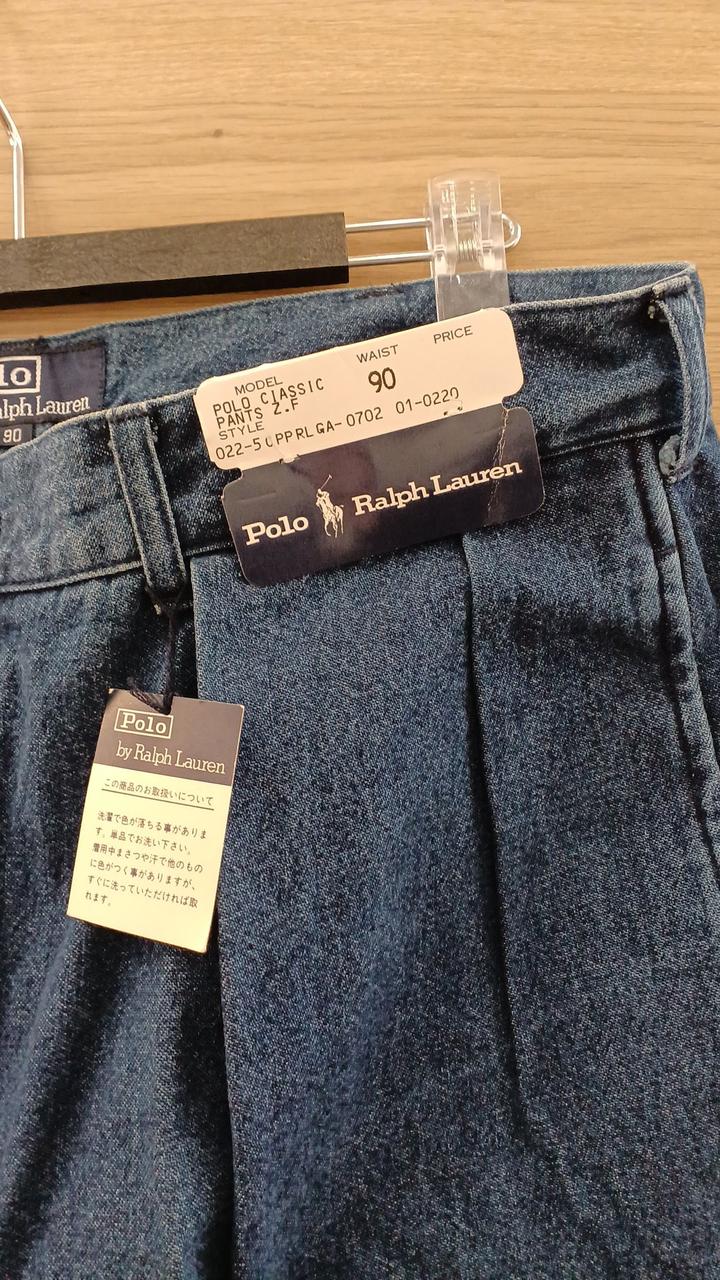 lo
alph Lauren
90
MODEL WAIST PRICE
POLO CLASSIC 90
PANTS Z.F
STYLE
PPRLGA-0702 01-0220
Polo Ralph Lauren
Polo
by Ralph Lauren
この商品のお取扱いについて
洗濯で色が落ちる事がありま
す。単品でお洗い下さい。
着用中まさつや汗で他のもの
に色がつく事がありますが、
すぐに洗っていただければ取
れます。